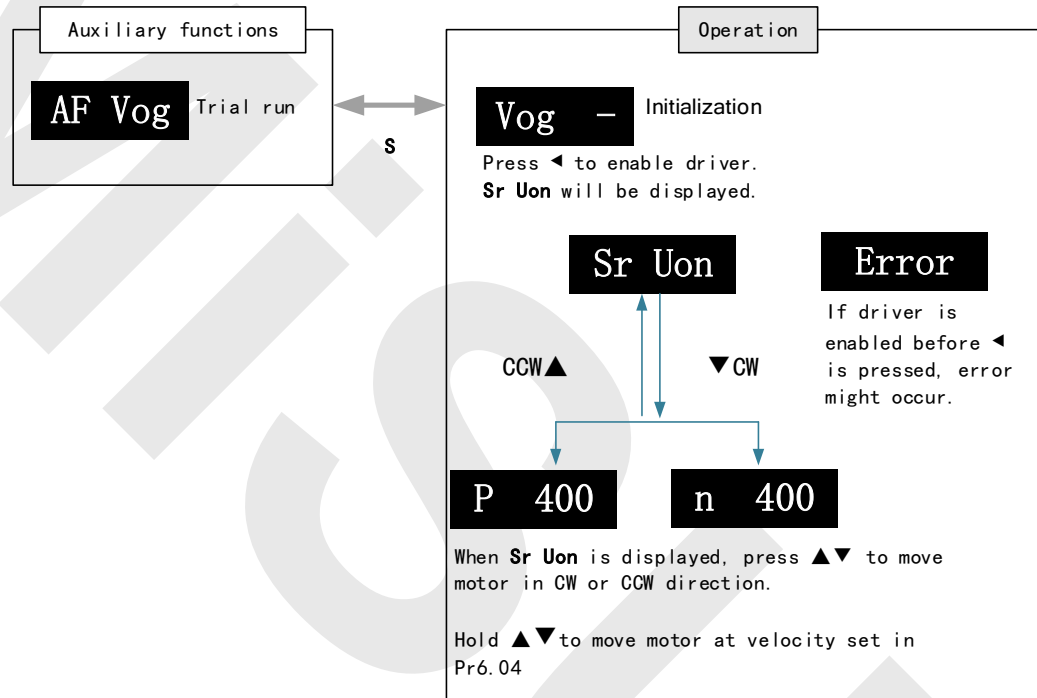 Auxiliary functions
AF Vog Trial run
S
Operation
Vog - Initialization
Press ◄ to enable driver.
Sr Uon will be displayed.
Sr Uon
Error
If driver is
enabled before ◄
is pressed, error
might occur.
CCW▲
▼CW
P 400
n 400
When Sr Uon is displayed, press ▲▼ to move
motor in CW or CCW direction.
Hold ▲▼to move motor at velocity set in
Pr6.04